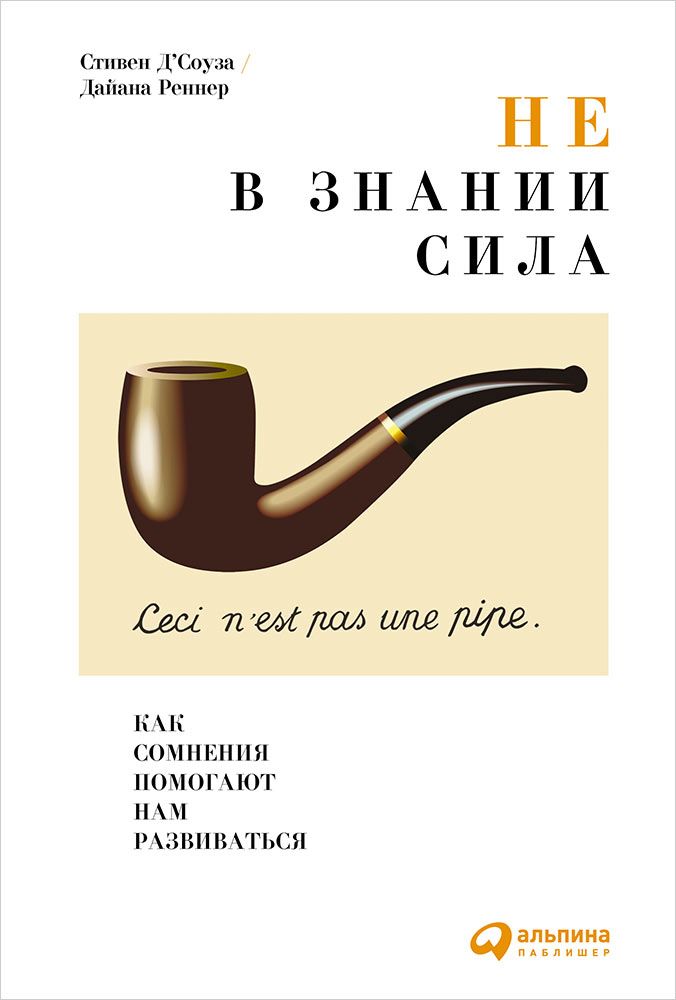 Стивен Д'Соуза /
Дайана Реннер
НЕ
В ЗНАНИИ
СИЛА
Ceci n'est pas une pipe.
КАК
СОМНЕНИЯ
ПОМОГАЮТ
НАМ
РАЗВИВАТЬСЯ
АЛЬПИНА
ПАБЛИШЕР